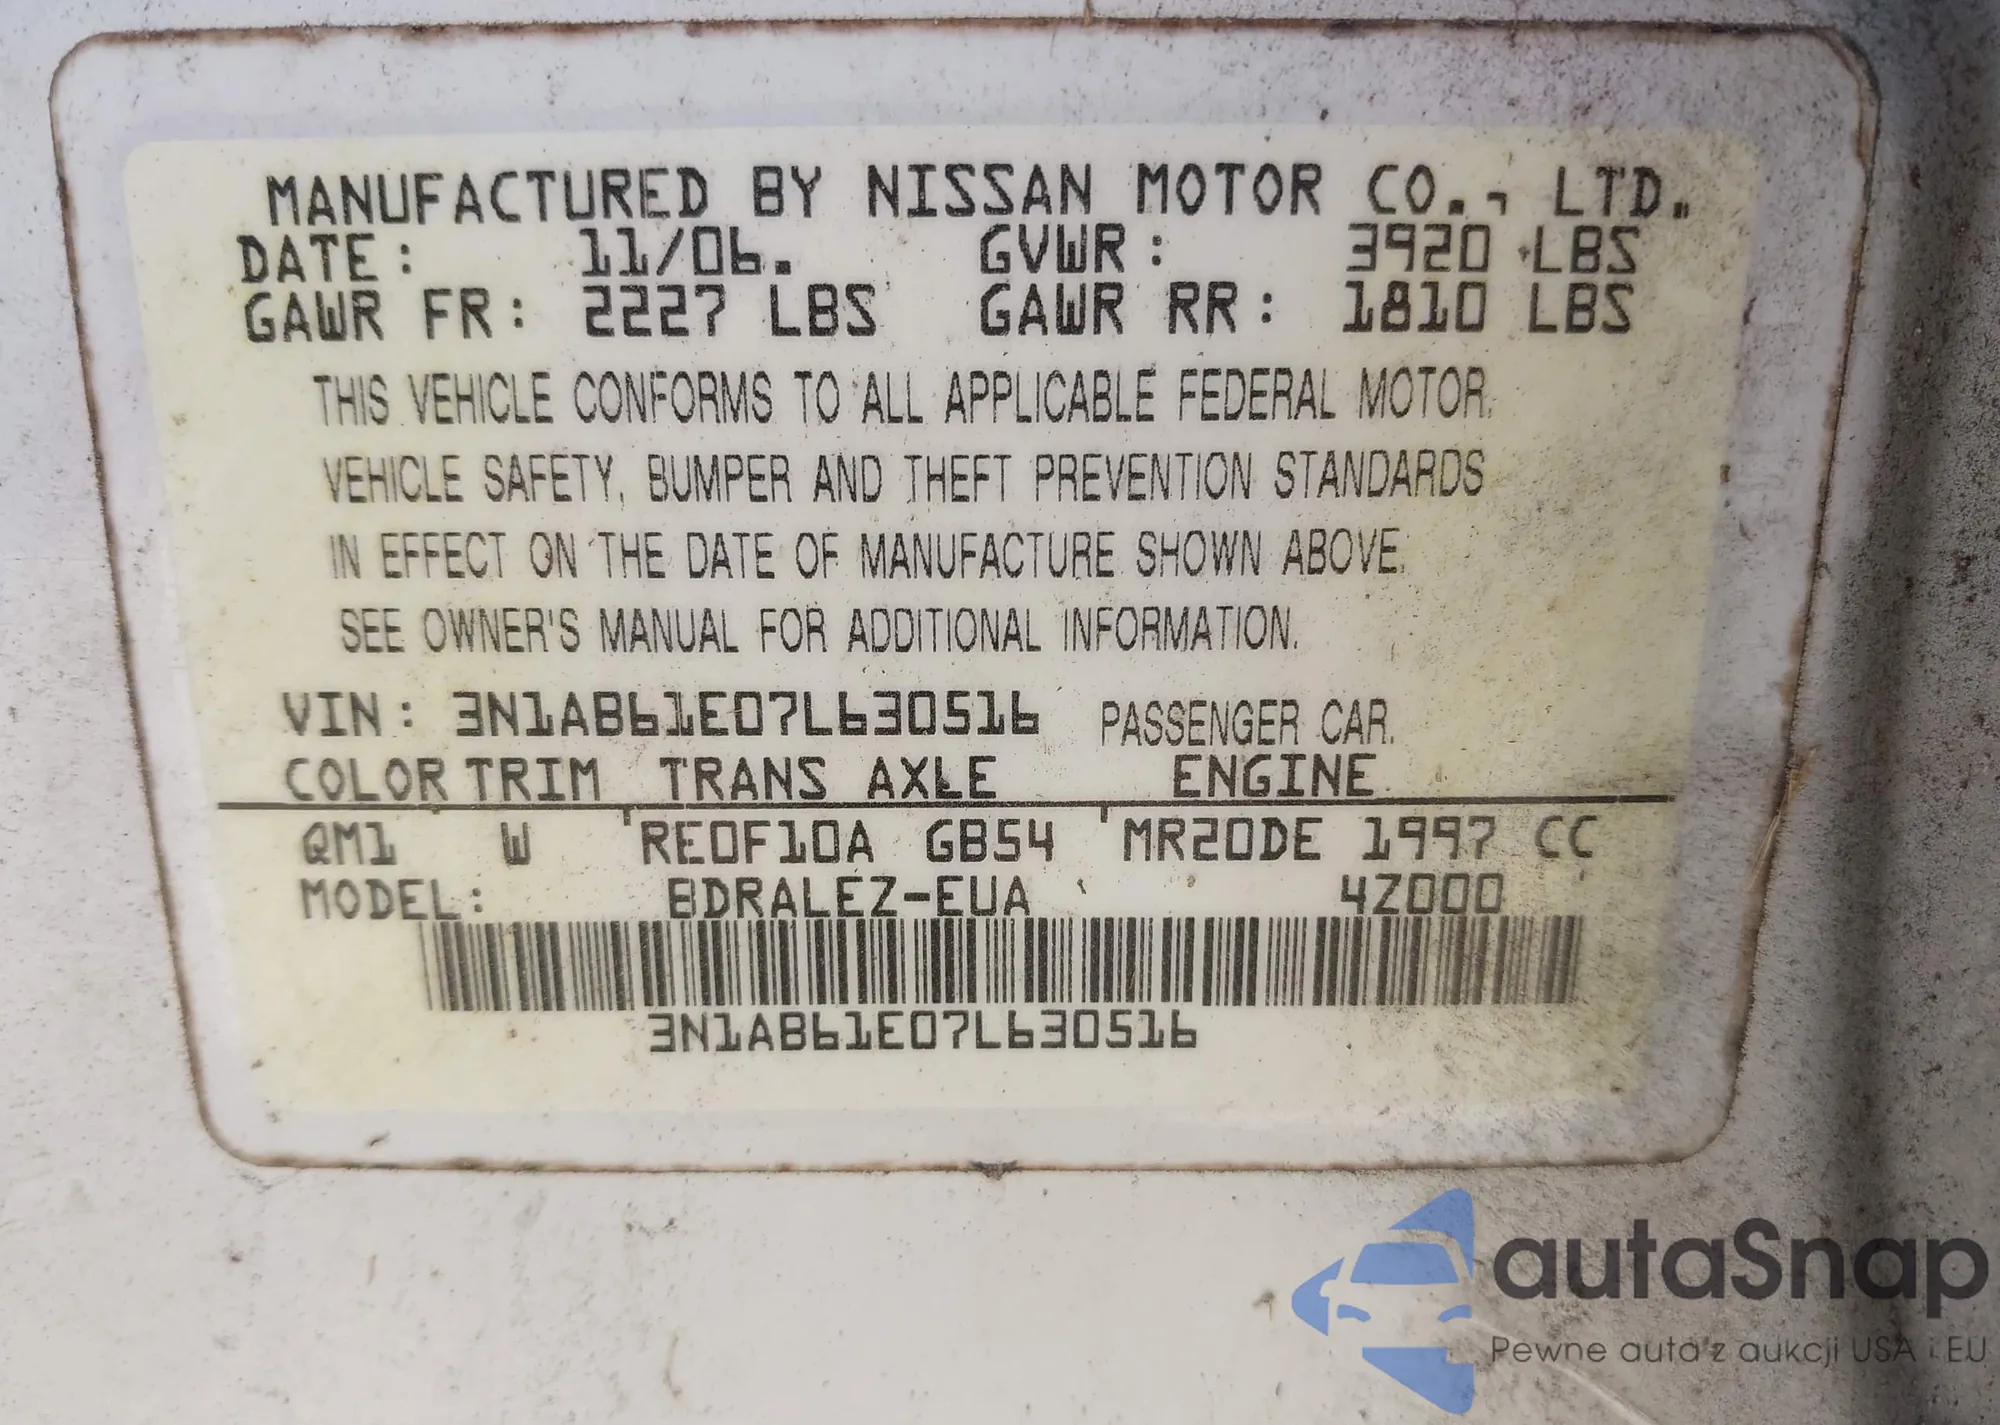 MANUFACTURED BY NISSAN MOTOR CO., LTD.
DATE: 11/06. GVWR: 3920 LBS
GAWR FR: 2227 LBS GAWR RR: 1810 LBS
THIS VEHICLE CONFORMS TO ALL APPLICABLE FEDERAL MOTOR
VEHICLE SAFETY, BUMPER AND THEFT PREVENTION STANDARDS
IN EFFECT ON THE DATE OF MANUFACTURE SHOWN ABOVE.
SEE OWNER'S MANUAL FOR ADDITIONAL INFORMATION.
VIN: 3N1AB61E07L630516 PASSENGER CAR.
COLOR TRIM TRANS AXLE ENGINE
QM1 W RE0F10A GB54 MR20DE 1997 CC
MODEL: BDRALEZ-EUA 4Z000
3N1AB61E07L630516
autaSnap
Pewne auta z aukcji USA i EU